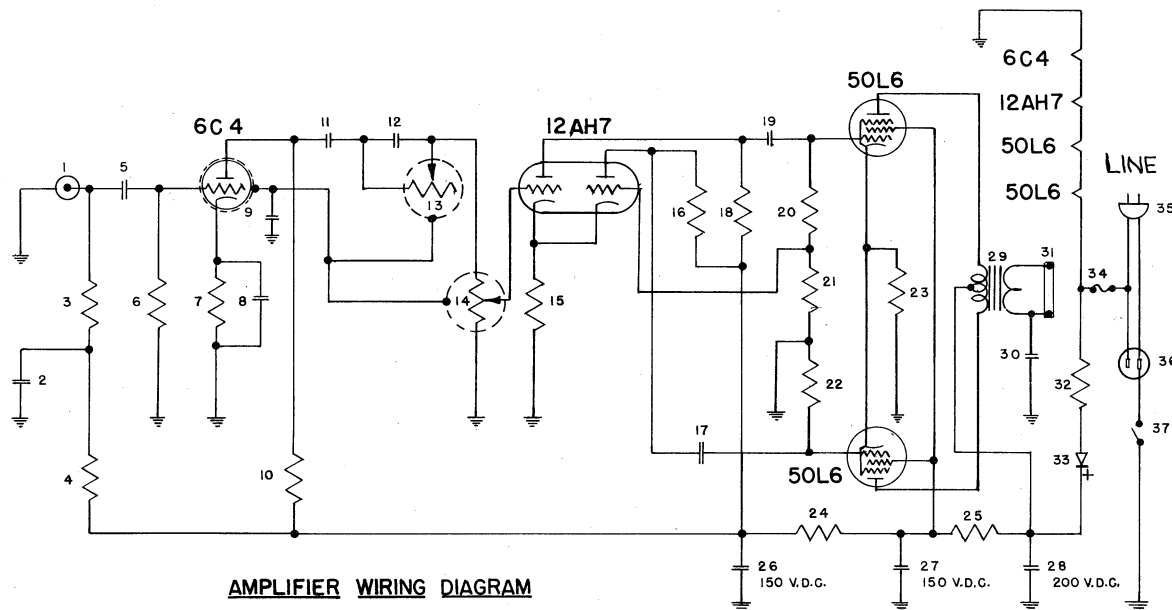 6C4
12AH7
50L6
50L6
LINE
50L6
12AH7
6C4
1
5
9
11
12
13
14
3
6
7
8
2
4
10
15
16
18
19
20
21
22
23
17
50L6
29
31
30
34
35
36
32
37
33
24
25
26
150 V.D.C.
27
150 V.D.C.
28
200 V.D.C.
+
AMPLIFIER WIRING DIAGRAM